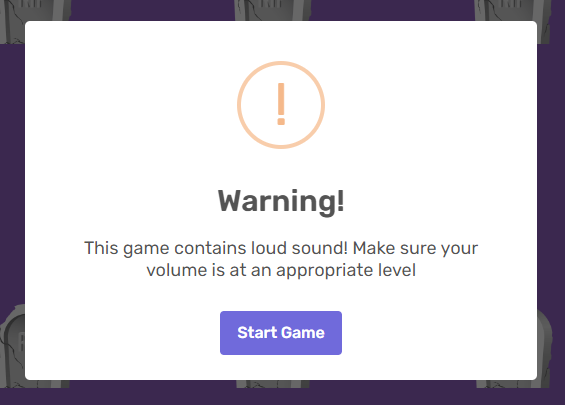 !
Warning!
This game contains loud sound! Make sure your
volume is at an appropriate level
Start Game